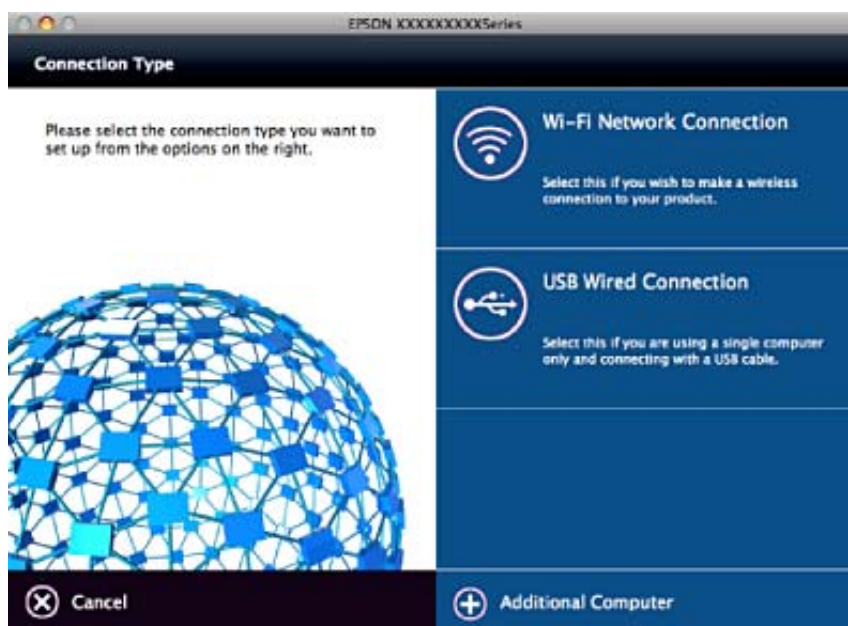 EPSON XXXXXXXXXSeries
Connection Type
Please select the connection type you want to
set up from the options on the right.
Wi-Fi Network Connection
Select this if you wish to make a wireless
connection to your product.
USB Wired Connection
Select this if you are using a single computer
only and connecting with a USB cable.
Cancel
Additional Computer